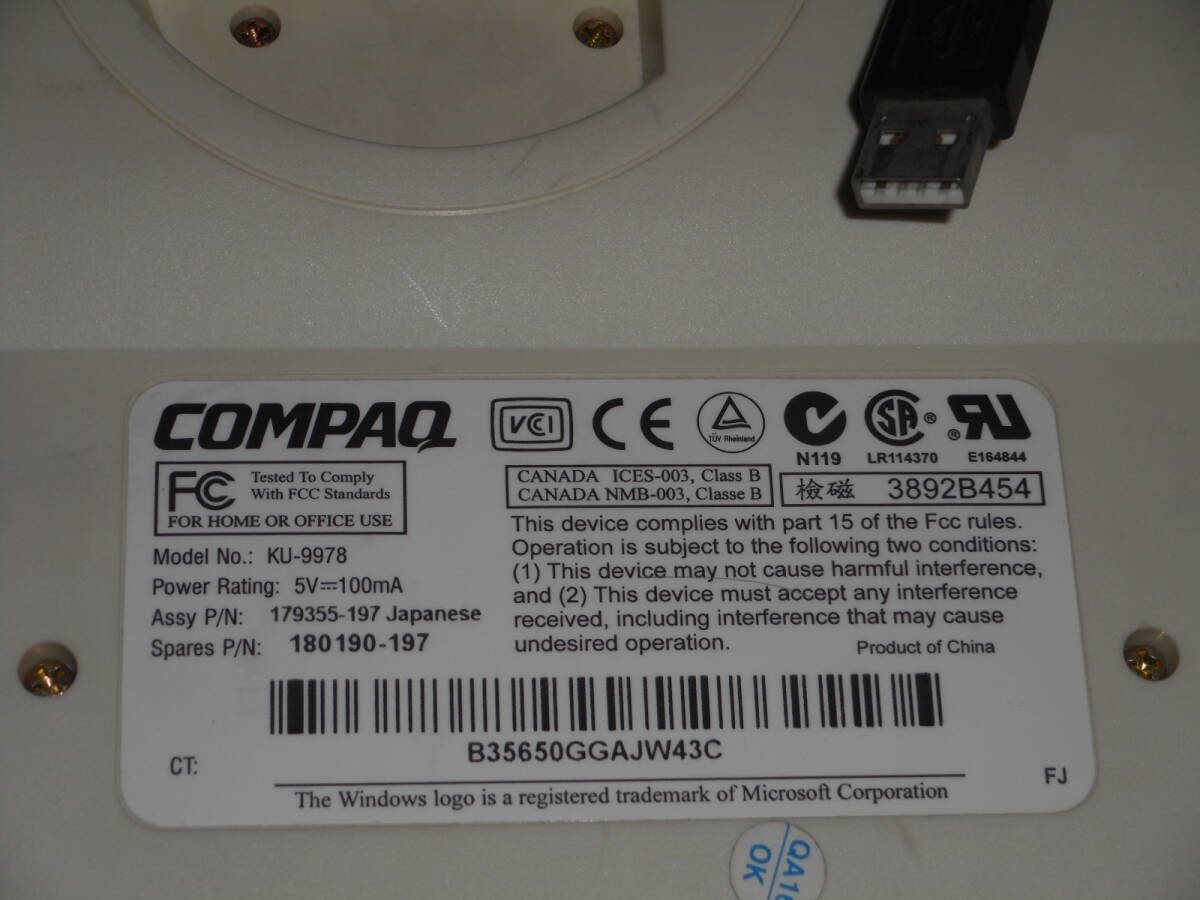 COMPAQ
VCI
CE
TÜV Rheinland
N119
SA ®
LR114370
® RU
E164844
FC
Tested To Comply
With FCC Standards
FOR HOME OR OFFICE USE
CANADA ICES-003, Class B
CANADA NMB-003, Classe B
檢磁 3892B454
Model No.: KU-9978
Power Rating: 5V⎓100mA
Assy P/N: 179355-197 Japanese
Spares P/N: 180190-197
This device complies with part 15 of the Fcc rules.
Operation is subject to the following two conditions:
(1) This device may not cause harmful interference,
and (2) This device must accept any interference
received, including interference that may cause
undesired operation.
Product of China
B35650GGAJW43C
CT:
FJ
The Windows logo is a registered trademark of Microsoft Corporation
OK